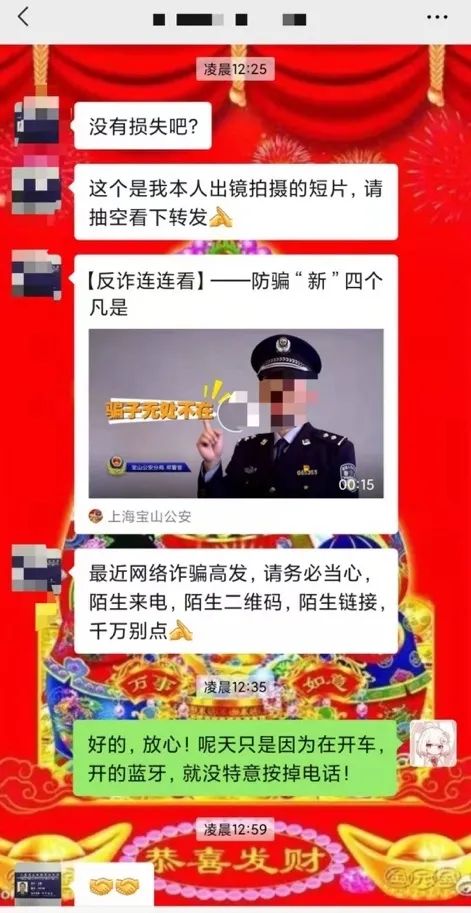 凌晨12:25
没有损失吧?
这个是我本人出镜拍摄的短片,请
抽空看下转发
【反诈连连看】——防骗“新”四个
凡是
骗子无处不在
宝山公安分局 邓警官
00:15
上海宝山公安
最近网络诈骗高发,请务必当心,
陌生来电,陌生二维码,陌生链接,
千万别点
万事
如意
凌晨12:35
好的,放心!呢天只是因为在开车,
开的蓝牙,就没特意按掉电话!
凌晨12:59
恭喜发财